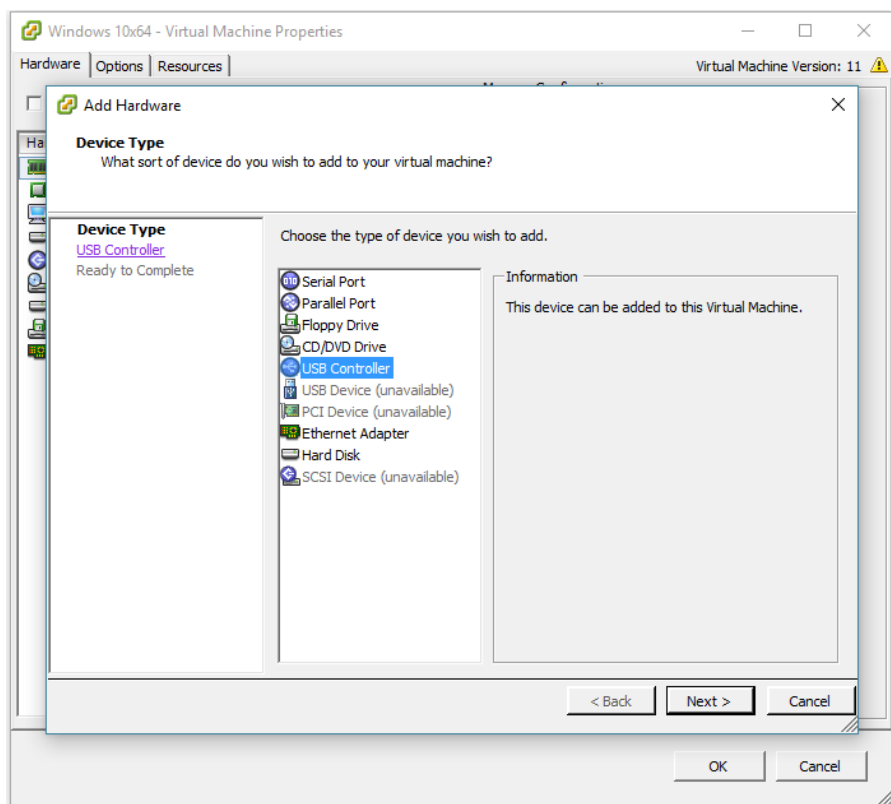 Windows 10x64 - Virtual Machine Properties
Hardware Options Resources
Virtual Machine Version: 11
Add Hardware
Device Type
What sort of device do you wish to add to your virtual machine?
Ha
Device Type
USB Controller
Ready to Complete
Choose the type of device you wish to add.
Serial Port
Parallel Port
Floppy Drive
CD/DVD Drive
USB Controller
USB Device (unavailable)
PCI Device (unavailable)
Ethernet Adapter
Hard Disk
SCSI Device (unavailable)
Information
This device can be added to this Virtual Machine.
< Back
Next >
Cancel
OK
Cancel